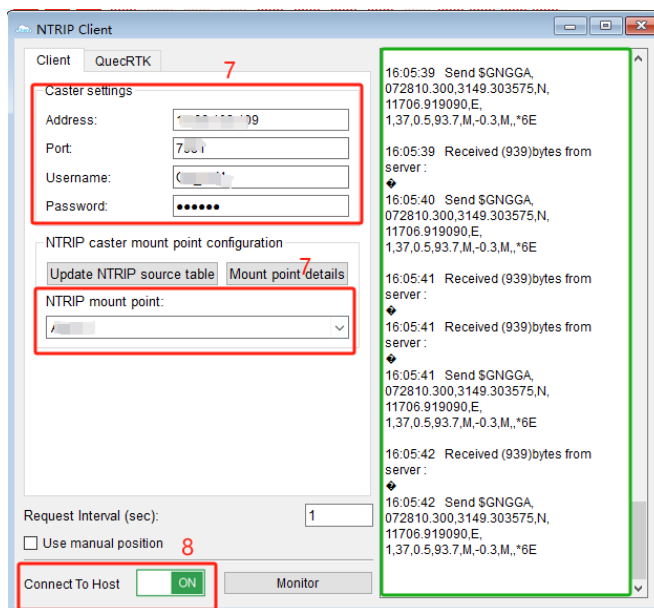 NTRIP Client
Client
QuecRTK
7
Caster settings
Address:
09
Port:
Username:
Password:
●●●●●●
NTRIP caster mount point configuration
7
Update NTRIP source table
Mount point details
NTRIP mount point:
Request Interval (sec):
1
Use manual position
8
Connect To Host
ON
Monitor
16:05:39 Send $GNGGA,
072810.300,3149.303575,N,
11706.919090,E,
1,37,0.5,93.7,M,-0.3,M,,*6E
16:05:39 Received (939)bytes from
server :
�
16:05:40 Send $GNGGA,
072810.300,3149.303575,N,
11706.919090,E,
1,37,0.5,93.7,M,-0.3,M,,*6E
16:05:41 Received (939)bytes from
server :
�
16:05:41 Received (939)bytes from
server :
�
16:05:41 Send $GNGGA,
072810.300,3149.303575,N,
11706.919090,E,
1,37,0.5,93.7,M,-0.3,M,,*6E
16:05:42 Received (939)bytes from
server :
�
16:05:42 Send $GNGGA,
072810.300,3149.303575,N,
11706.919090,E,
1,37,0.5,93.7,M,-0.3,M,,*6E